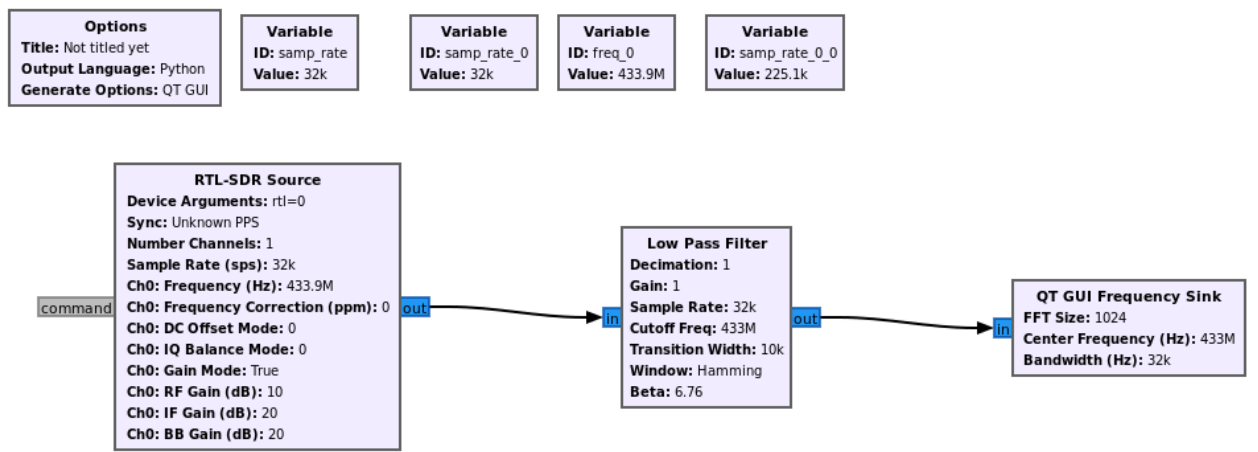 Options
Title: Not titled yet
Output Language: Python
Generate Options: QT GUI
Variable
ID: samp_rate
Value: 32k
Variable
ID: samp_rate_0
Value: 32k
Variable
ID: freq_0
Value: 433.9M
Variable
ID: samp_rate_0_0
Value: 225.1k
RTL-SDR Source
Device Arguments: rtl=0
Sync: Unknown PPS
Number Channels: 1
Sample Rate (sps): 32k
Ch0: Frequency (Hz): 433.9M
Ch0: Frequency Correction (ppm): 0
Ch0: DC Offset Mode: 0
Ch0: IQ Balance Mode: 0
Ch0: Gain Mode: True
Ch0: RF Gain (dB): 10
Ch0: IF Gain (dB): 20
Ch0: BB Gain (dB): 20
command
out
in
Low Pass Filter
Decimation: 1
Gain: 1
Sample Rate: 32k
Cutoff Freq: 433M
Transition Width: 10k
Window: Hamming
Beta: 6.76
out
in
QT GUI Frequency Sink
FFT Size: 1024
Center Frequency (Hz): 433M
Bandwidth (Hz): 32k